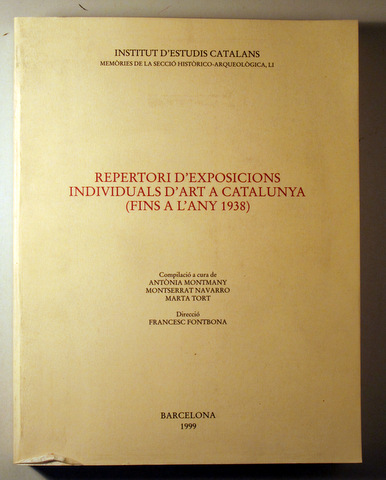 INSTITUT D'ESTUDIS CATALANS
MEMÒRIES DE LA SECCIÓ HISTÒRICO-ARQUEOLÒGICA, LI
REPERTORI D'EXPOSICIONS
INDIVIDUALS D'ART A CATALUNYA
(FINS A L'ANY 1938)
Compilació a cura de
ANTÒNIA MONTMANY
MONTSERRAT NAVARRO
MARTA TORT
Direcció
FRANCESC FONTBONA
BARCELONA
1999